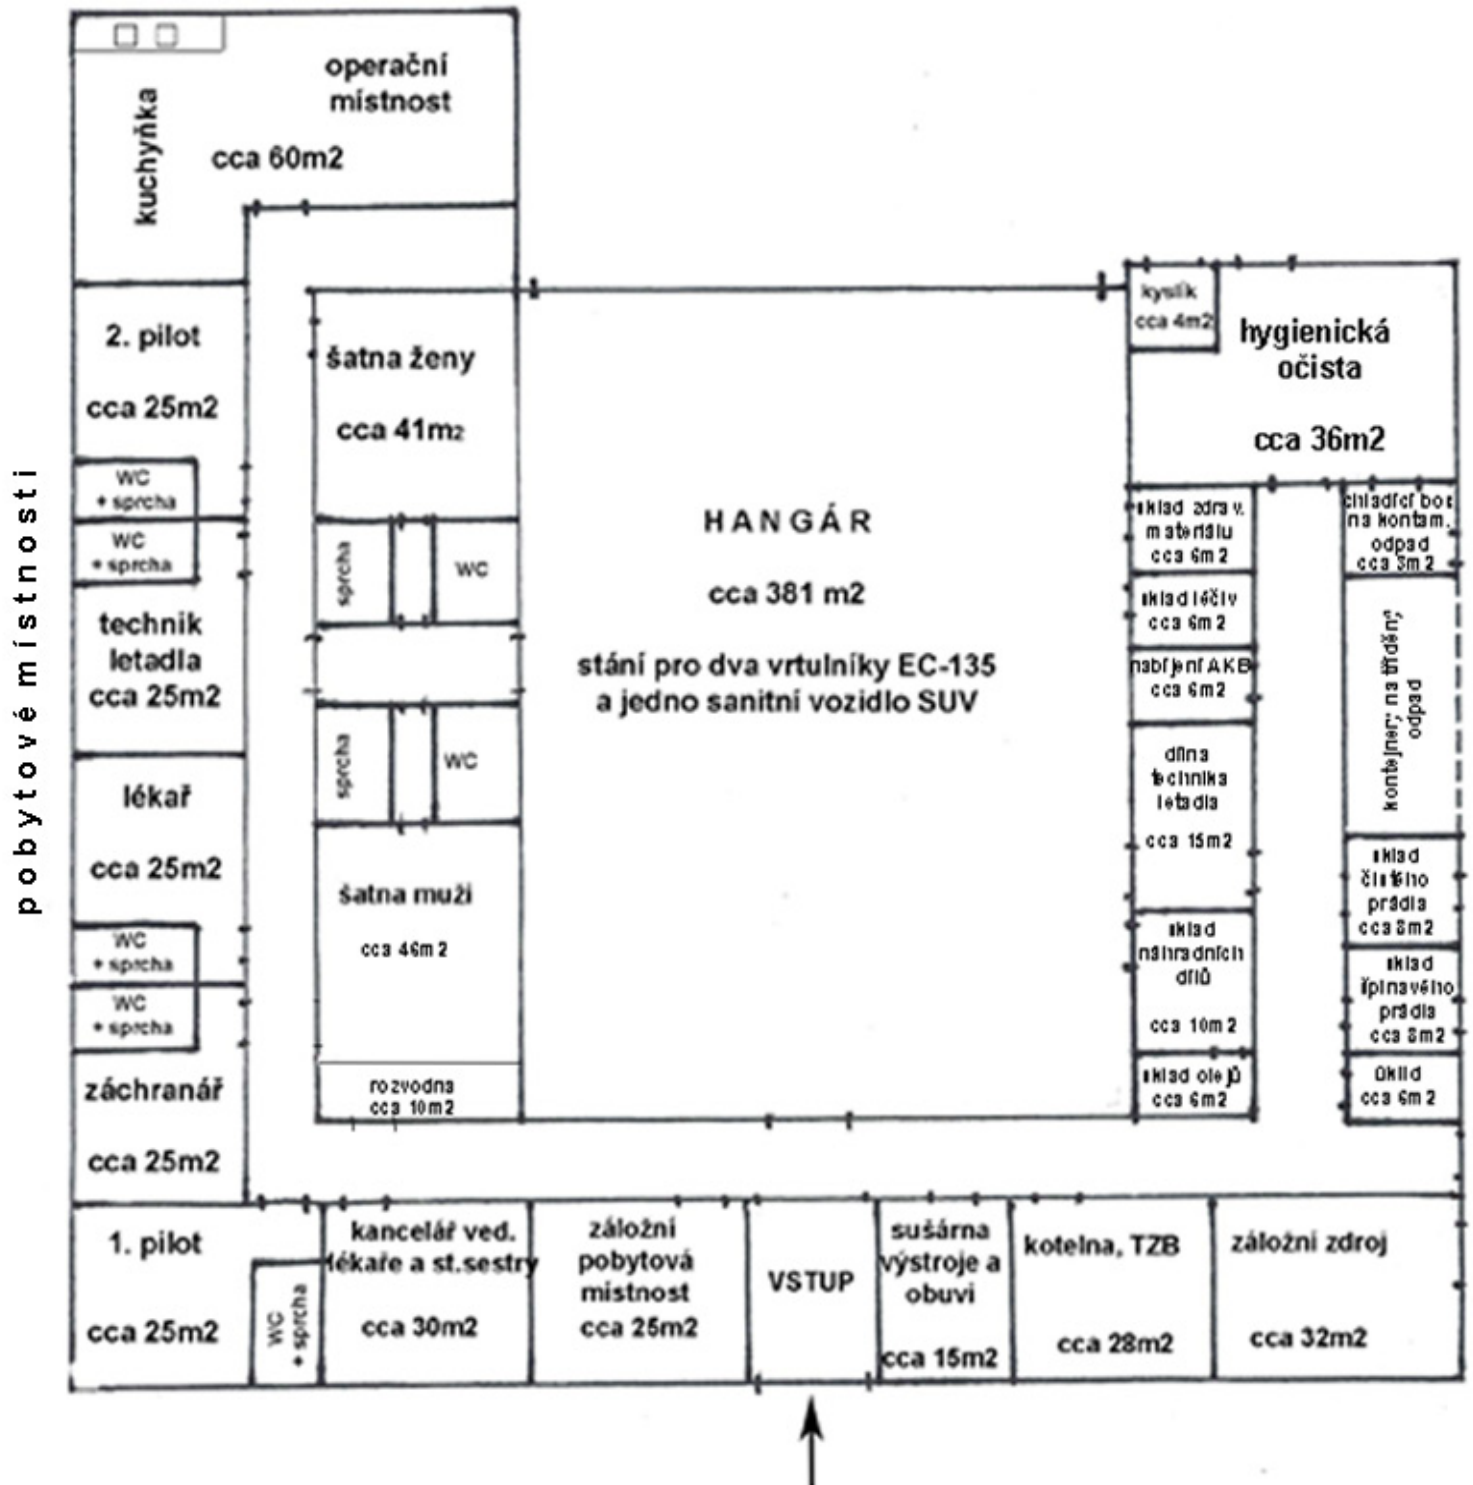 operační
místnost
kuchyňka
cca 60m2
2. pilot
cca 25m2
WC
+ sprcha
WC
+ sprcha
technik
letadla
cca 25m2
lékař
cca 25m2
WC
+ sprcha
WC
+ sprcha
záchranář
cca 25m2
1. pilot
cca 25m2
WC
+ sprcha
pobytové místnosti
šatna ženy
cca 41m2
sprcha
WC
sprcha
WC
šatna muži
cca 46m2
rozvodna
cca 10m2
HANGÁR
cca 381 m2
stání pro dva vrtulníky EC-135
a jedno sanitní vozidlo SUV
kyslík
cca 4m2
hygienická
očista
cca 36m2
sklad zdrav.
materiálu
cca 6m2
sklad léčiv
cca 6m2
nabíjení AKB
cca 6m2
dílna
technika
letadla
cca 15m2
sklad
náhradních
dílů
cca 10m2
sklad olejů
cca 6m2
chladící box
na kontam.
odpad
cca 3m2
odpad
sklad
čistého
prádla
cca 8m2
sklad
špinavého
prádla
cca 8m2
úklid
cca 6m2
kancelář ved.
lékaře a st.sestry
cca 30m2
záložní
pobytová
místnost
cca 25m2
VSTUP
sušárna
výstroje a
obuvi
cca 15m2
kotelna, TZB
cca 28m2
záložní zdroj
cca 32m2